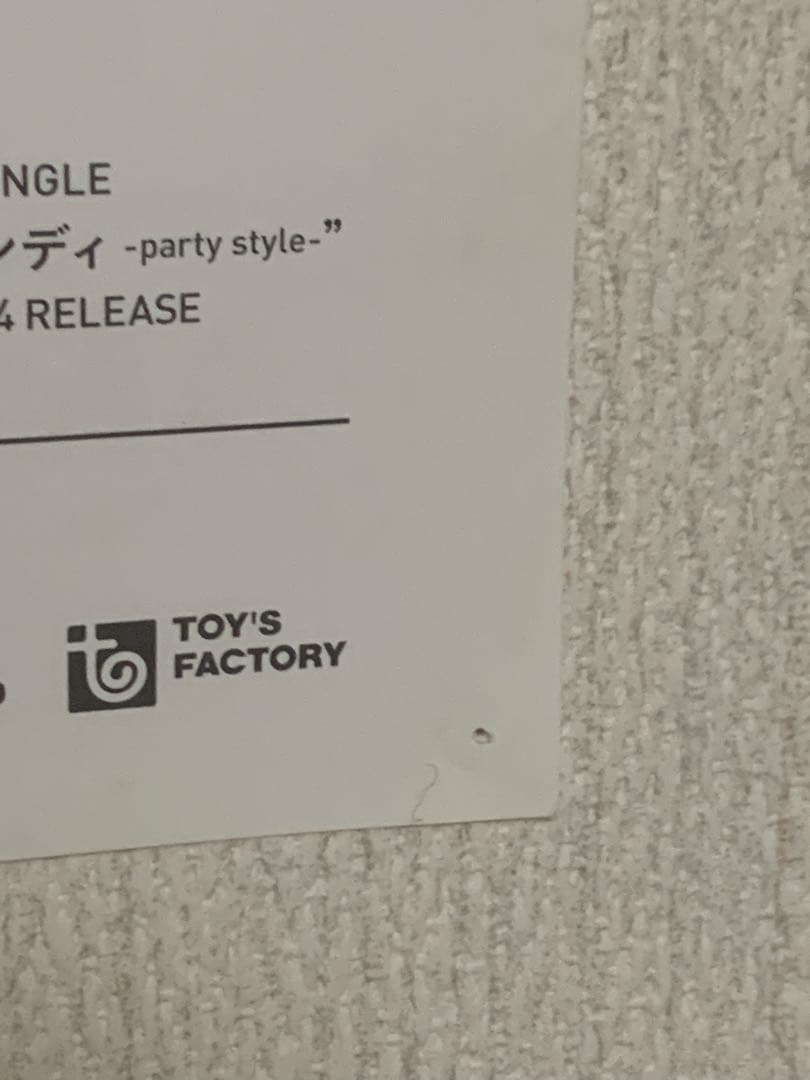 NGLE
ンディ -party style-”
4 RELEASE
TOY'S
FACTORY